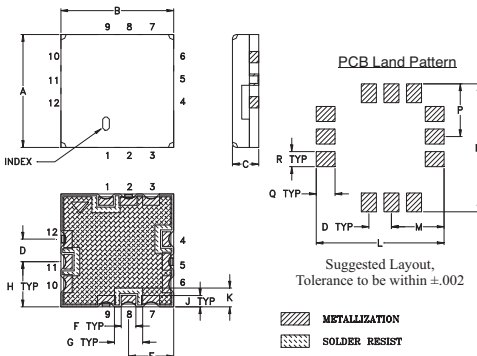 B
9 8 7
A
10
11
12
6
5
4
INDEX
1 2 3
C
PCB Land Pattern
P
R TYP
Q TYP
D TYP
M
L
1 2 3
12
11
10
4
5
6
D
H TYP
K
J TYP
9 8 7
F TYP
G TYP
E
Suggested Layout,
Tolerance to be within ±.002
METALLIZATION
SOLDER RESIST